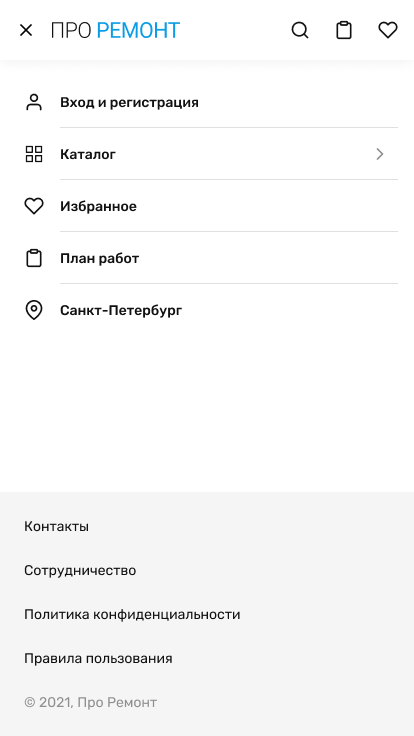 ПРО РЕМОНТ
Вход и регистрация
Каталог
Избранное
План работ
Санкт-Петербург
Контакты
Сотрудничество
Политика конфиденциальности
Правила пользования
© 2021, Про Ремонт